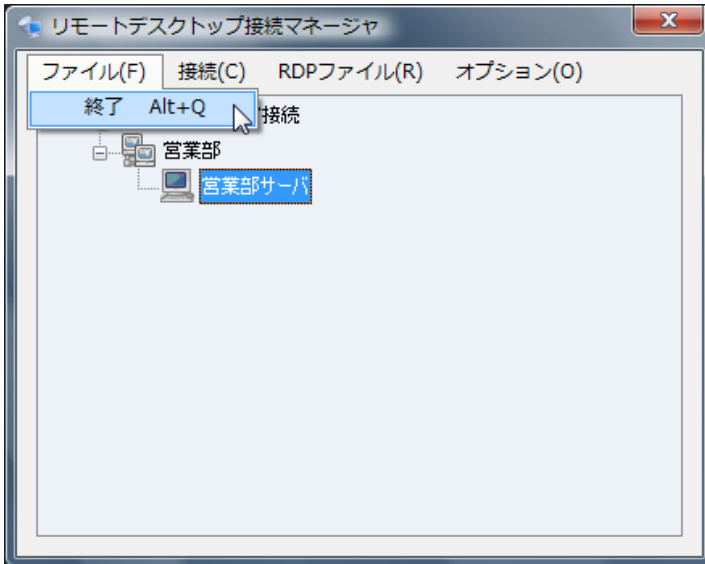 リモートデスクトップ接続マネージャ
ファイル(F) 接続(C) RDPファイル(R) オプション(O)
終了 Alt+Q
接続
営業部
営業部サーバ